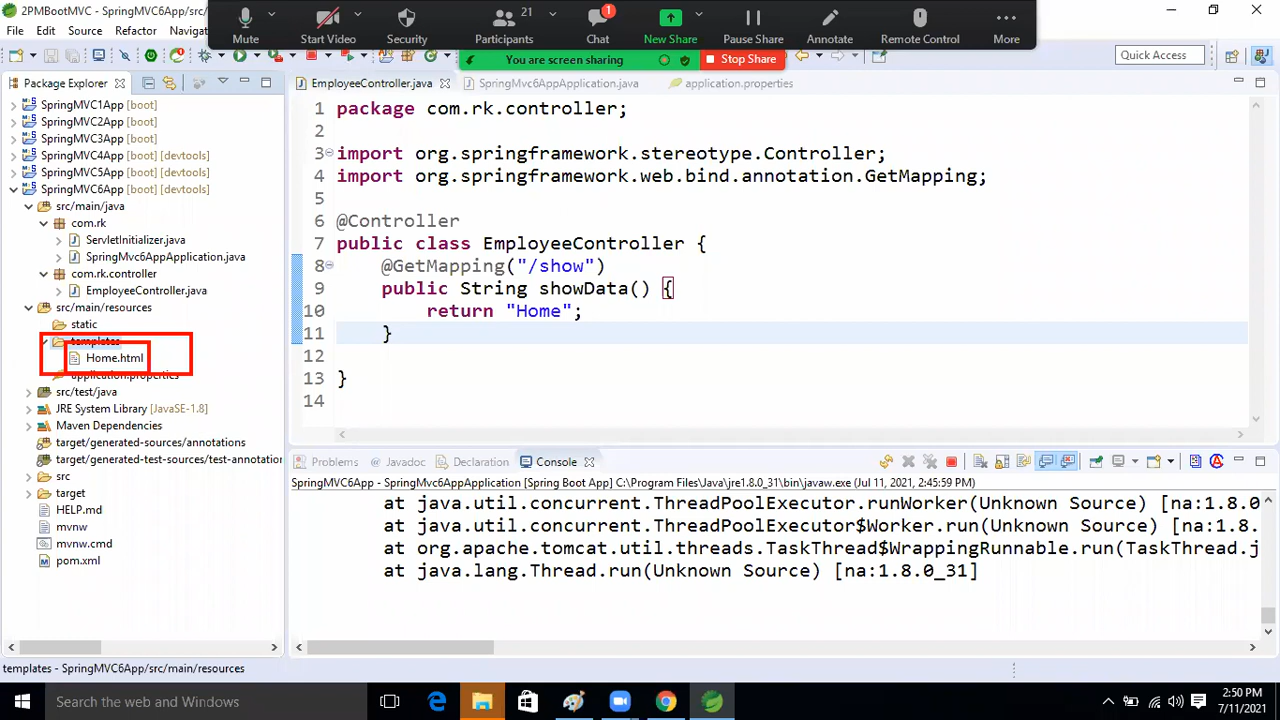 2PMBootMVC - SpringMVC6App/src/mai
File Edit Source Refactor Navigat
Mute
Start Video
Security
21
Participants
1
Chat
New Share
Pause Share
Annotate
Remote Control
More
You are screen sharing
Stop Share
Quick Access
Package Explorer
SpringMVC1App [boot]
SpringMVC2App [boot]
SpringMVC3App [boot]
SpringMVC4App [boot] [devtools]
SpringMVC5App [boot] [devtools]
SpringMVC6App [boot] [devtools]
src/main/java
com.rk
ServletInitializer.java
SpringMvc6AppApplication.java
com.rk.controller
EmployeeController.java
src/main/resources
static
templates
Home.html
application.properties
src/test/java
JRE System Library [JavaSE-1.8]
Maven Dependencies
target/generated-sources/annotations
target/generated-test-sources/test-annotation
src
target
HELP.md
mvnw
mvnw.cmd
pom.xml
EmployeeController.java
SpringMvc6AppApplication.java
application.properties
1 package com.rk.controller;
2
3 import org.springframework.stereotype.Controller;
4 import org.springframework.web.bind.annotation.GetMapping;
5
6 @Controller
7 public class EmployeeController {
8 @GetMapping("/show")
9 public String showData() {
10 return "Home";
11 }
12
13 }
14
Problems Javadoc Declaration Console
SpringMVC6App - SpringMvc6AppApplication [Spring Boot App] C:\Program Files\Java\jre1.8.0_31\bin\javaw.exe (Jul 11, 2021, 2:45:59 PM)
at java.util.concurrent.ThreadPoolExecutor.runWorker(Unknown Source) [na:1.8.0
at java.util.concurrent.ThreadPoolExecutor$Worker.run(Unknown Source) [na:1.8.
at org.apache.tomcat.util.threads.TaskThread$WrappingRunnable.run(TaskThread.j
at java.lang.Thread.run(Unknown Source) [na:1.8.0_31]
templates - SpringMVC6App/src/main/resources
Search the web and Windows
2:50 PM
7/11/2021